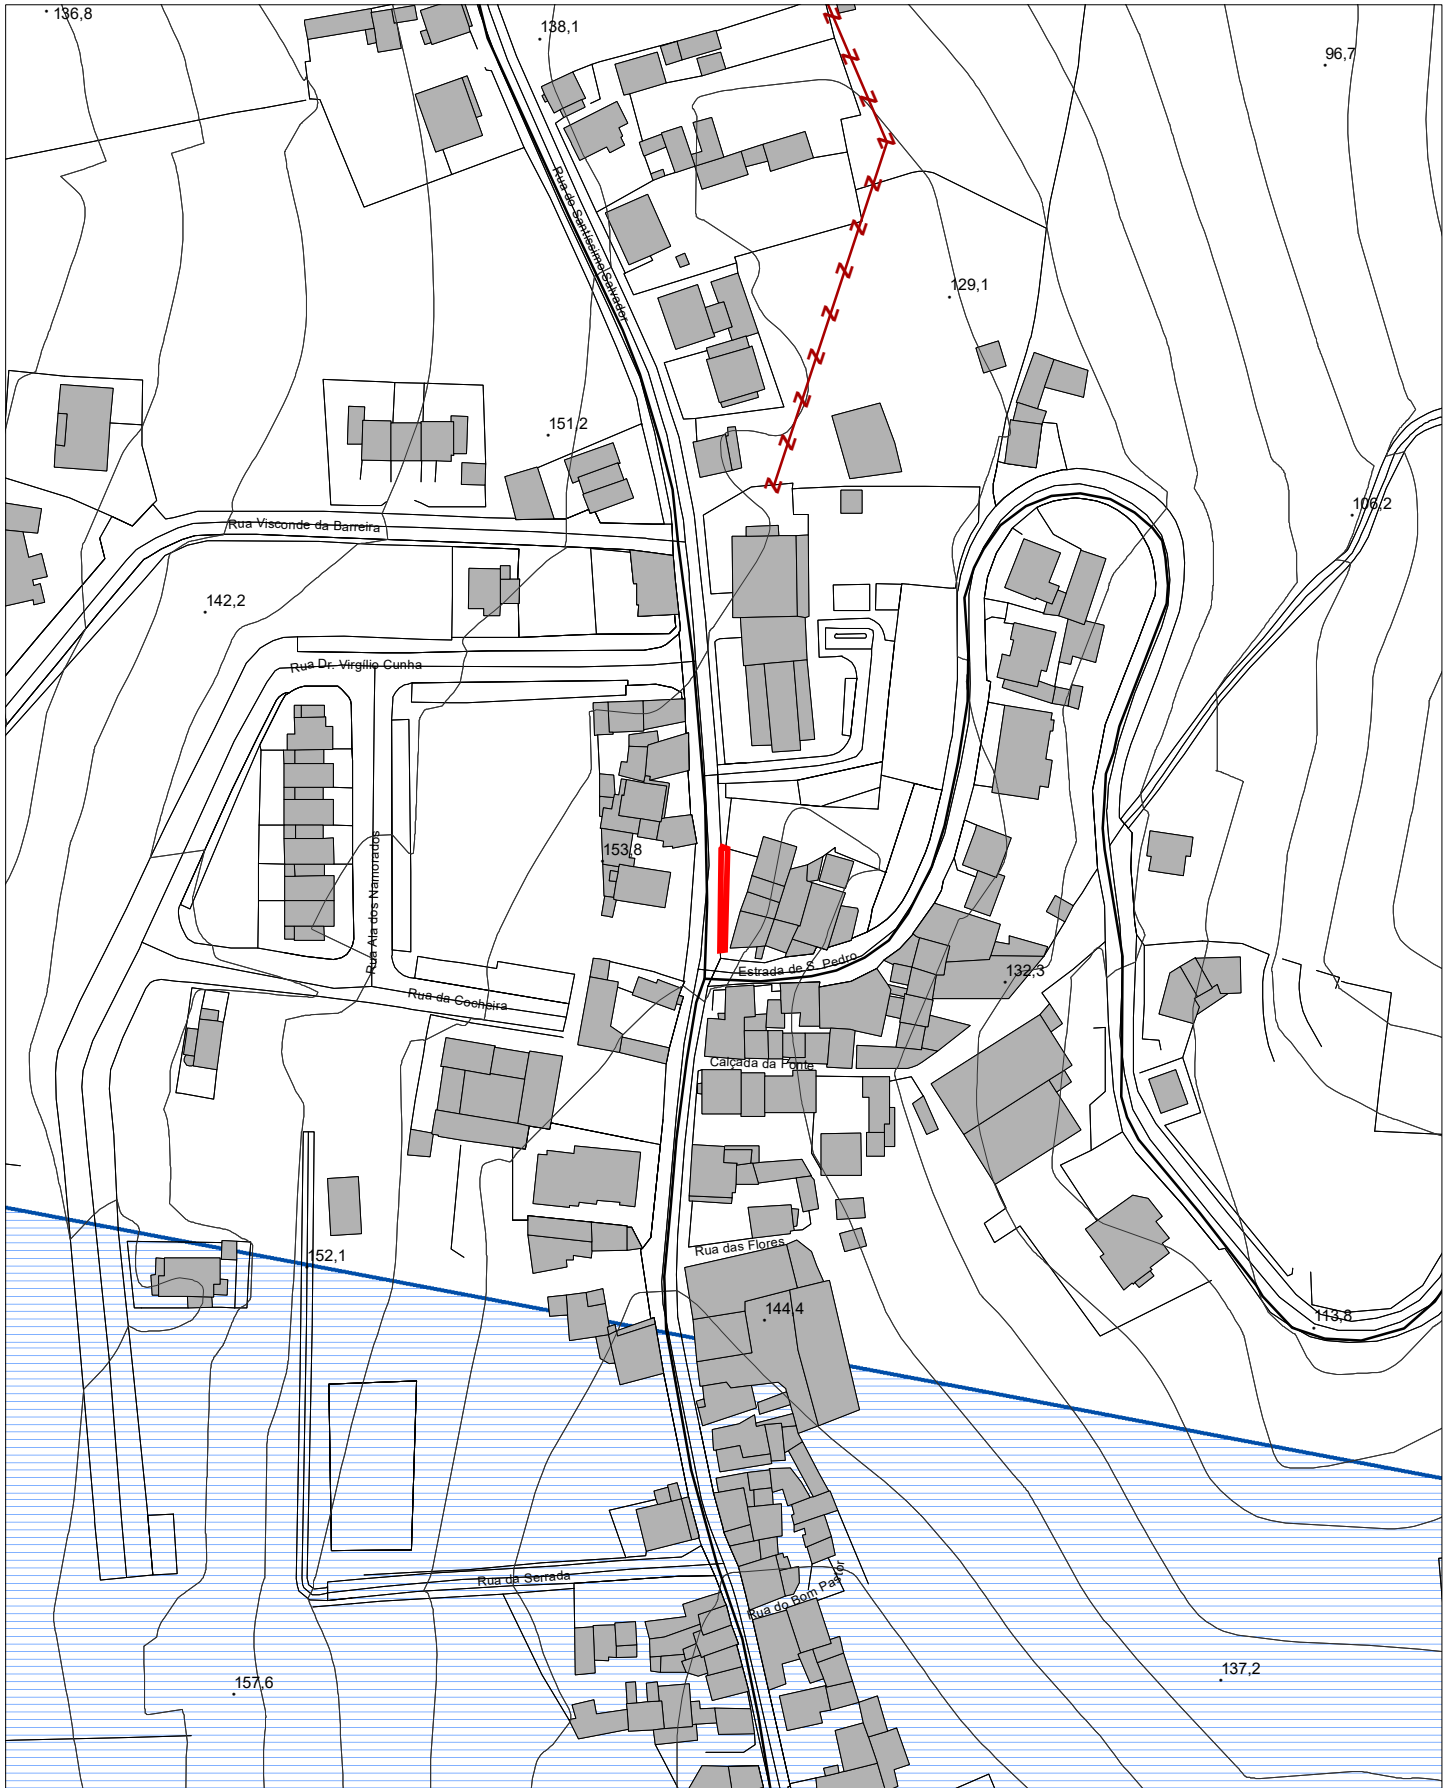 136,8
138,1
96,7
Rua do Santíssimo Salvador
129,1
151,2
106,2
Rua Visconde da Barreira
142,2
Rua Dr. Virgílio Cunha
153,8
Rua Ala dos Namorados
Estrada de S. Pedro
132,3
Rua da Cocheira
Calçada da Fonte
Rua das Flores
152,1
144,4
113,8
Rua da Serrada
Rua do Bom Pastor
137,2
157,6